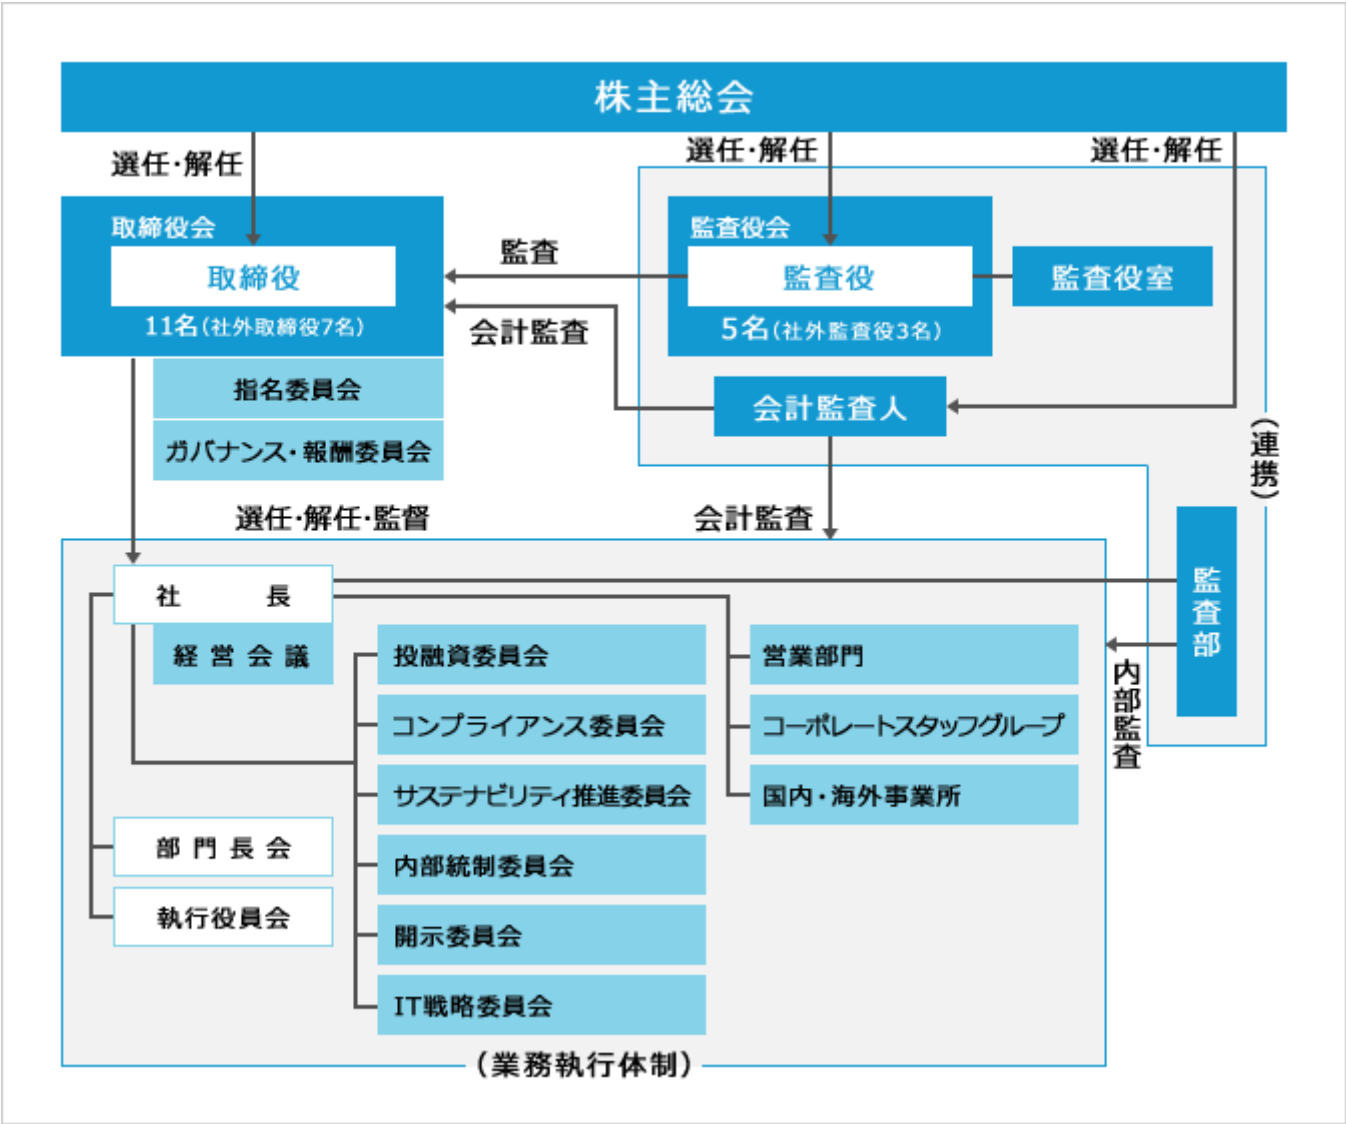 株主総会
選任・解任
選任・解任
選任・解任
取締役会
取締役
11名(社外取締役7名)
監査
会計監査
監査役会
監査役
5名(社外監査役3名)
監査役室
会計監査人
指名委員会
ガバナンス・報酬委員会
(連携)
選任・解任・監督
会計監査
社長
経営会議
部門長会
執行役員会
投融資委員会
コンプライアンス委員会
サステナビリティ推進委員会
内部統制委員会
開示委員会
IT戦略委員会
営業部門
コーポレートスタッフグループ
国内・海外事業所
監査部
内部監査
(業務執行体制)